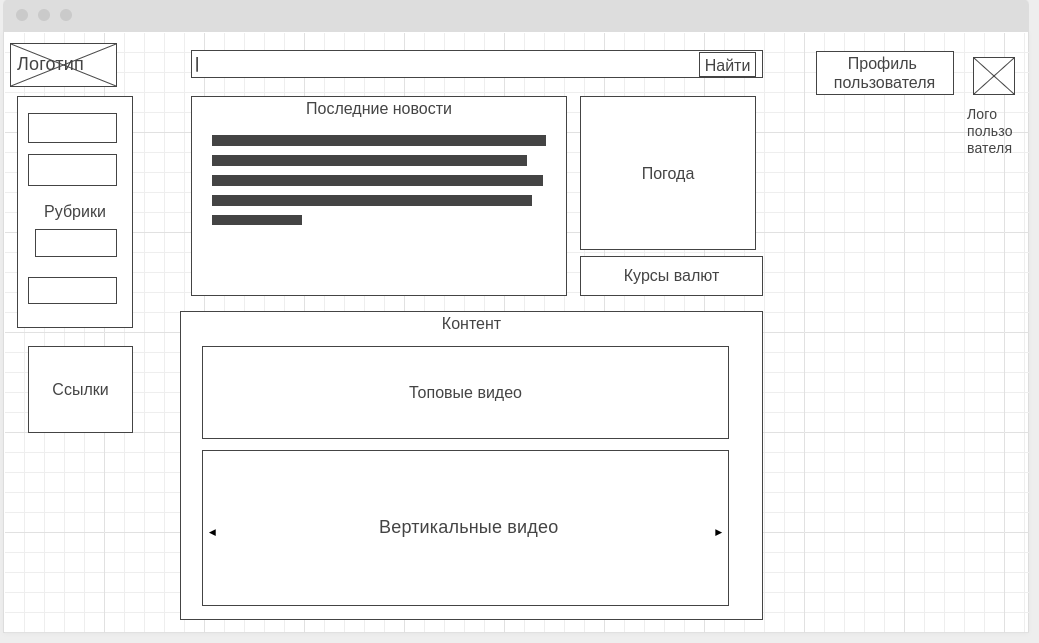 Логотип
Найти
Профиль
пользователя
Лого
пользо
вателя
Последние новости
Погода
Рубрики
Курсы валют
Контент
Ссылки
Топовые видео
Вертикальные видео